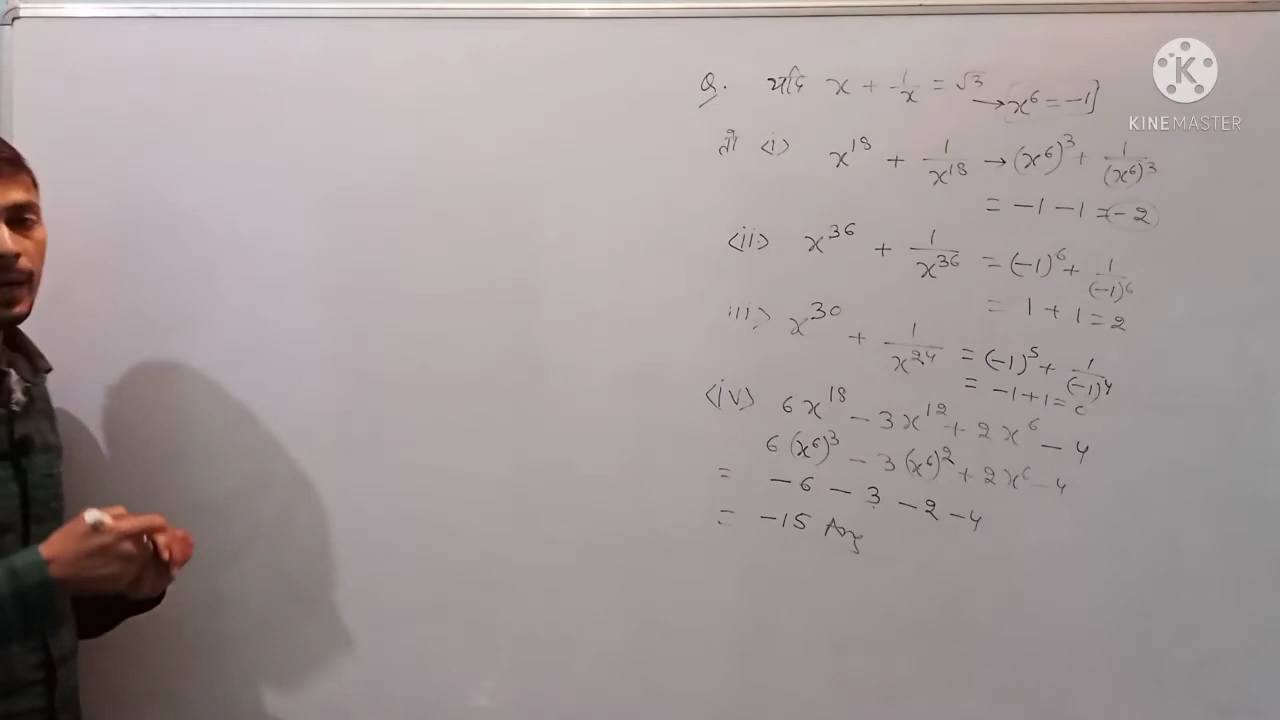 Q. यदि x + 1/x = √3 → x⁶ = -1]
तो <i> x¹⁸ + 1/x¹⁸ → (x⁶)³ + 1/(x⁶)³
= -1 -1 = -2
<ii> x³⁶ + 1/x³⁶ = (-1)⁶ + 1/(-1)⁶
= 1 + 1 = 2
iii> x³⁰ + 1/x²⁴ = (-1)⁵ + 1/(-1)⁴
= -1 + 1 = 0
<iv> 6x¹⁸ - 3x¹² + 2x⁶ - 4
6(x⁶)³ - 3(x⁶)² + 2x⁶ - 4
= -6 - 3 - 2 - 4
= -15 Ans
K
KINEMASTER